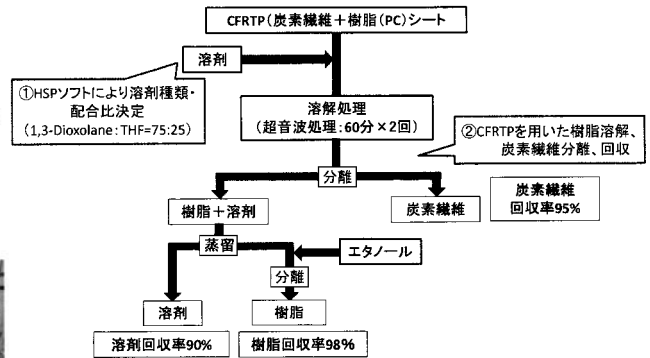 CFRTP(炭素繊維+樹脂(PC)シート
溶剤
①HSPソフトにより溶剤種類・
配合比決定
(1,3-Dioxolane:THF=75:25)
溶解処理
(超音波処理:60分×2回)
②CFRTPを用いた樹脂溶解、
炭素繊維分離、回収
分離
樹脂+溶剤
炭素繊維
炭素繊維
回収率95%
蒸留
エタノール
分離
溶剤
樹脂
溶剤回収率90%
樹脂回収率98%